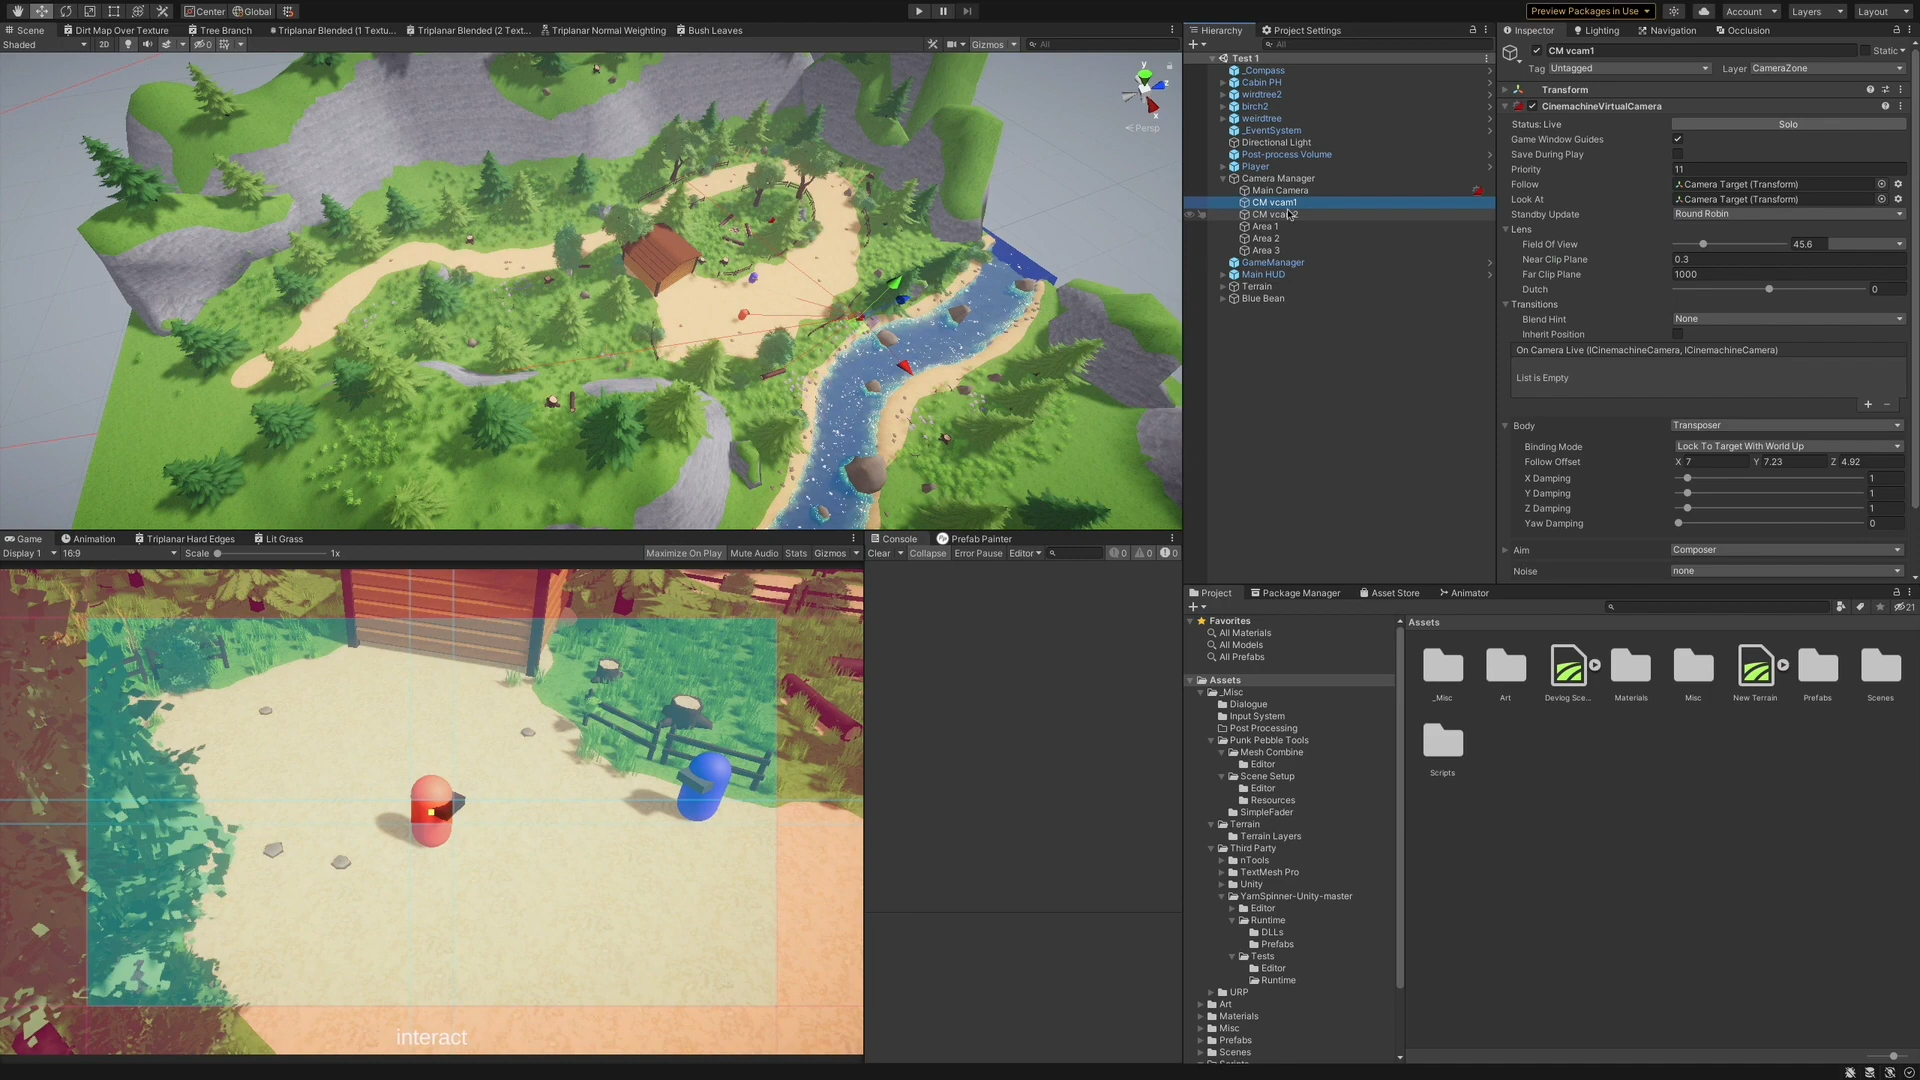 Center Global Preview Packages in Use Account Layers Layout
Scene Dirt Map Over Texture Tree Branch Triplanar Blended (1 Textu... Triplanar Blended (2 Text... Triplanar Normal Weighting Bush Leaves
Shaded 2D 0 Gizmos All
y
x
Persp
Hierarchy Project Settings
All
Test 1
_Compass
Cabin PH
wirdtree2
birch2
weirdtree
_EventSystem
Directional Light
Post-process Volume
Player
Camera Manager
Main Camera
CM vcam1
CM vca
Area 1
Area 2
Area 3
GameManager
Main HUD
Terrain
Blue Bean
Inspector Lighting Navigation Occlusion
CM vcam1 Static
Tag Untagged Layer CameraZone
Transform
CinemachineVirtualCamera
Status: Live Solo
Game Window Guides
Save During Play
Priority 11
Follow Camera Target (Transform)
Look At Camera Target (Transform)
Standby Update Round Robin
Lens
Field Of View 45.6
Near Clip Plane 0.3
Far Clip Plane 1000
Dutch 0
Transitions
Blend Hint None
Inherit Position
On Camera Live (ICinemachineCamera, ICinemachineCamera)
List is Empty
+ −
Body Transposer
Binding Mode Lock To Target With World Up
Follow Offset X 7 Y 7.23 Z 4.92
X Damping 1
Y Damping 1
Z Damping 1
Yaw Damping 0
Aim Composer
Noise none
Game Animation Triplanar Hard Edges Lit Grass
Display 1 16:9 Scale 1x Maximize On Play Mute Audio Stats Gizmos
interact
Console Prefab Painter
Clear Collapse Error Pause Editor 0 0 0
Project Package Manager Asset Store Animator
21
Favorites
All Materials
All Models
All Prefabs
Assets
_Misc
Dialogue
Input System
Post Processing
Punk Pebble Tools
Mesh Combine
Editor
Scene Setup
Editor
Resources
SimpleFader
Terrain
Terrain Layers
Third Party
nTools
TextMesh Pro
Unity
YarnSpinner-Unity-master
Editor
Runtime
DLLs
Prefabs
Tests
Editor
Runtime
URP
Art
Materials
Misc
Prefabs
Scenes
Assets
_Misc Art Devlog Sce... Materials Misc New Terrain Prefabs Scenes
Scripts